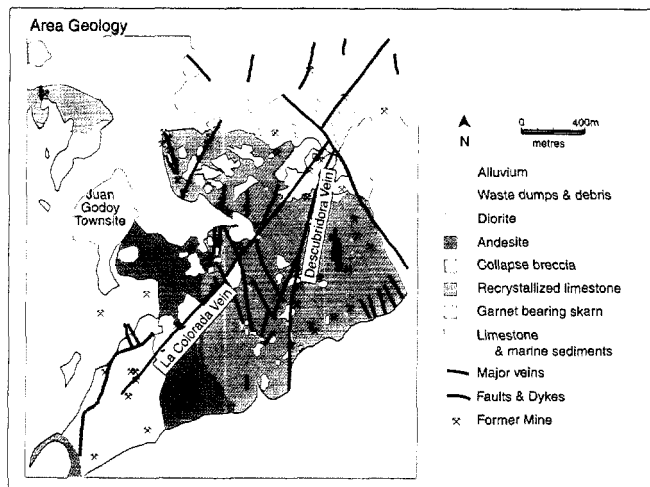 Area Geology
N
0
400m
metres
Juan
Godoy
Townsite
La Colorada Vein
Descubridora Vein
Alluvium
Waste dumps & debris
Diorite
Andesite
Collapse breccia
Recrystallized limestone
Garnet bearing skarn
Limestone
& marine sediments
Major veins
Faults & Dykes
Former Mine